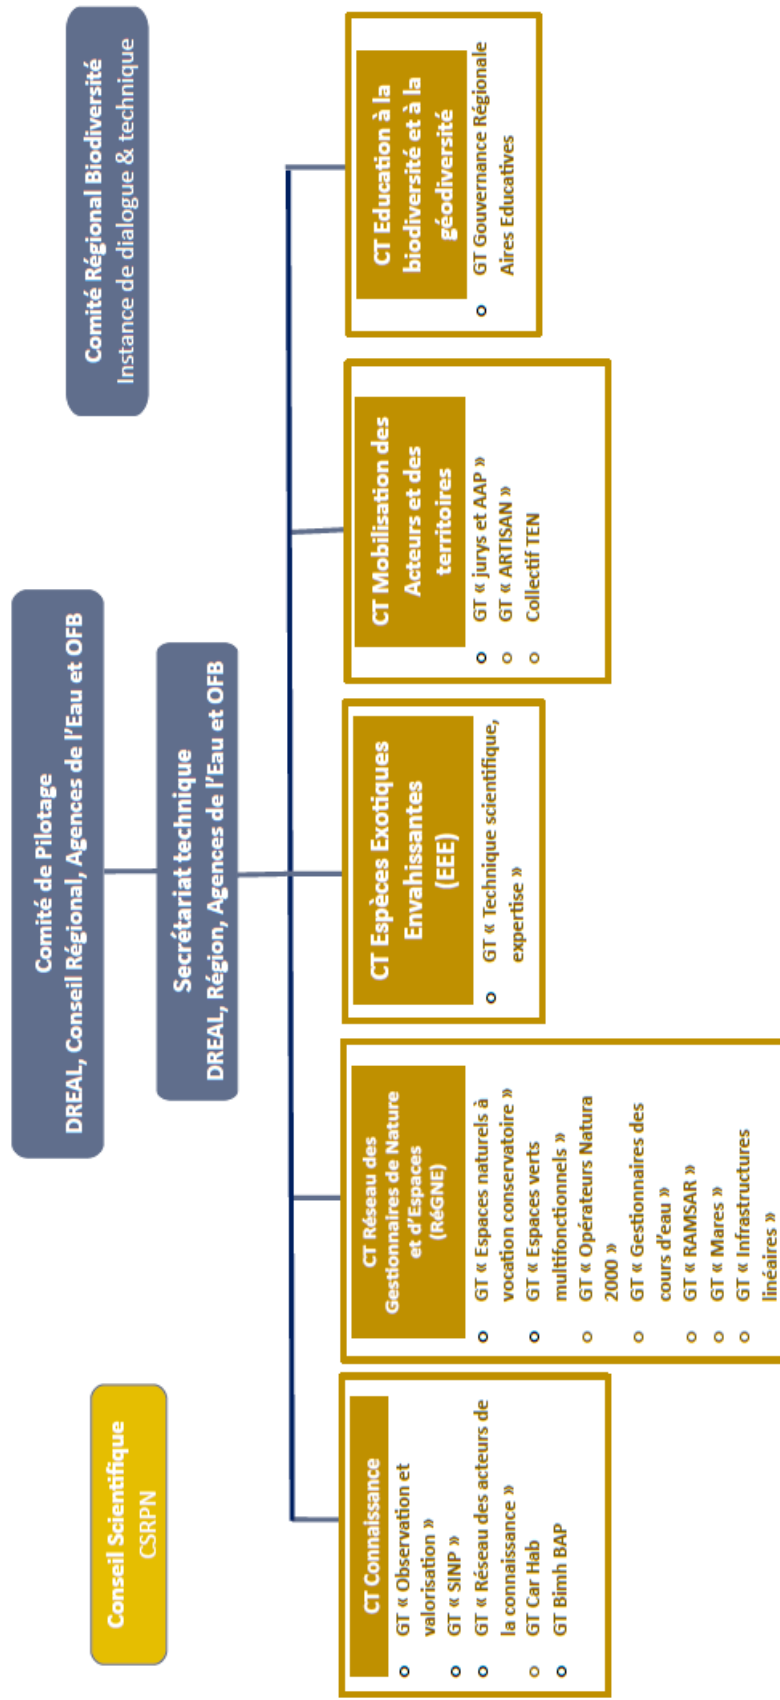 Conseil Scientifique
CSRPN
Comité de Pilotage
DREAL, Conseil Régional, Agences de l'Eau et OFB
Comité Régional Biodiversité
Instance de dialogue & technique
Secrétariat technique
DREAL, Région, Agences de l'Eau et OFB
CT Connaissance
GT « Observation et
valorisation »
GT « SINP »
GT « Réseau des acteurs de
la connaissance »
GT Car Hab
GT Bimh BAP
CT Réseau des
Gestionnaires de Nature
et d'Espaces
(RéGNE)
GT « Espaces naturels à
vocation conservatoire »
GT « Espaces verts
multifonctionnels »
GT « Opérateurs Natura
2000 »
GT « Gestionnaires des
cours d'eau »
GT « RAMSAR »
GT « Mares »
GT « Infrastructures
linéaires »
CT Espèces Exotiques
Envahissantes
(EEE)
GT « Technique scientifique,
expertise »
CT Mobilisation des
Acteurs et des
territoires
GT « jurys et AAP »
GT « ARTISAN »
Collectif TEN
CT Education à la
biodiversité et à la
géodiversité
GT Gouvernance Régionale
Aires Educatives